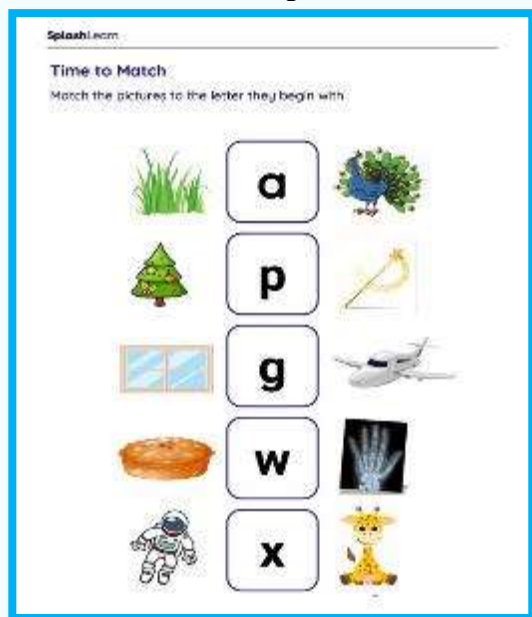 SplashLearn
Time to Match
Match the pictures to the letter they begin with
a
p
g
w
x